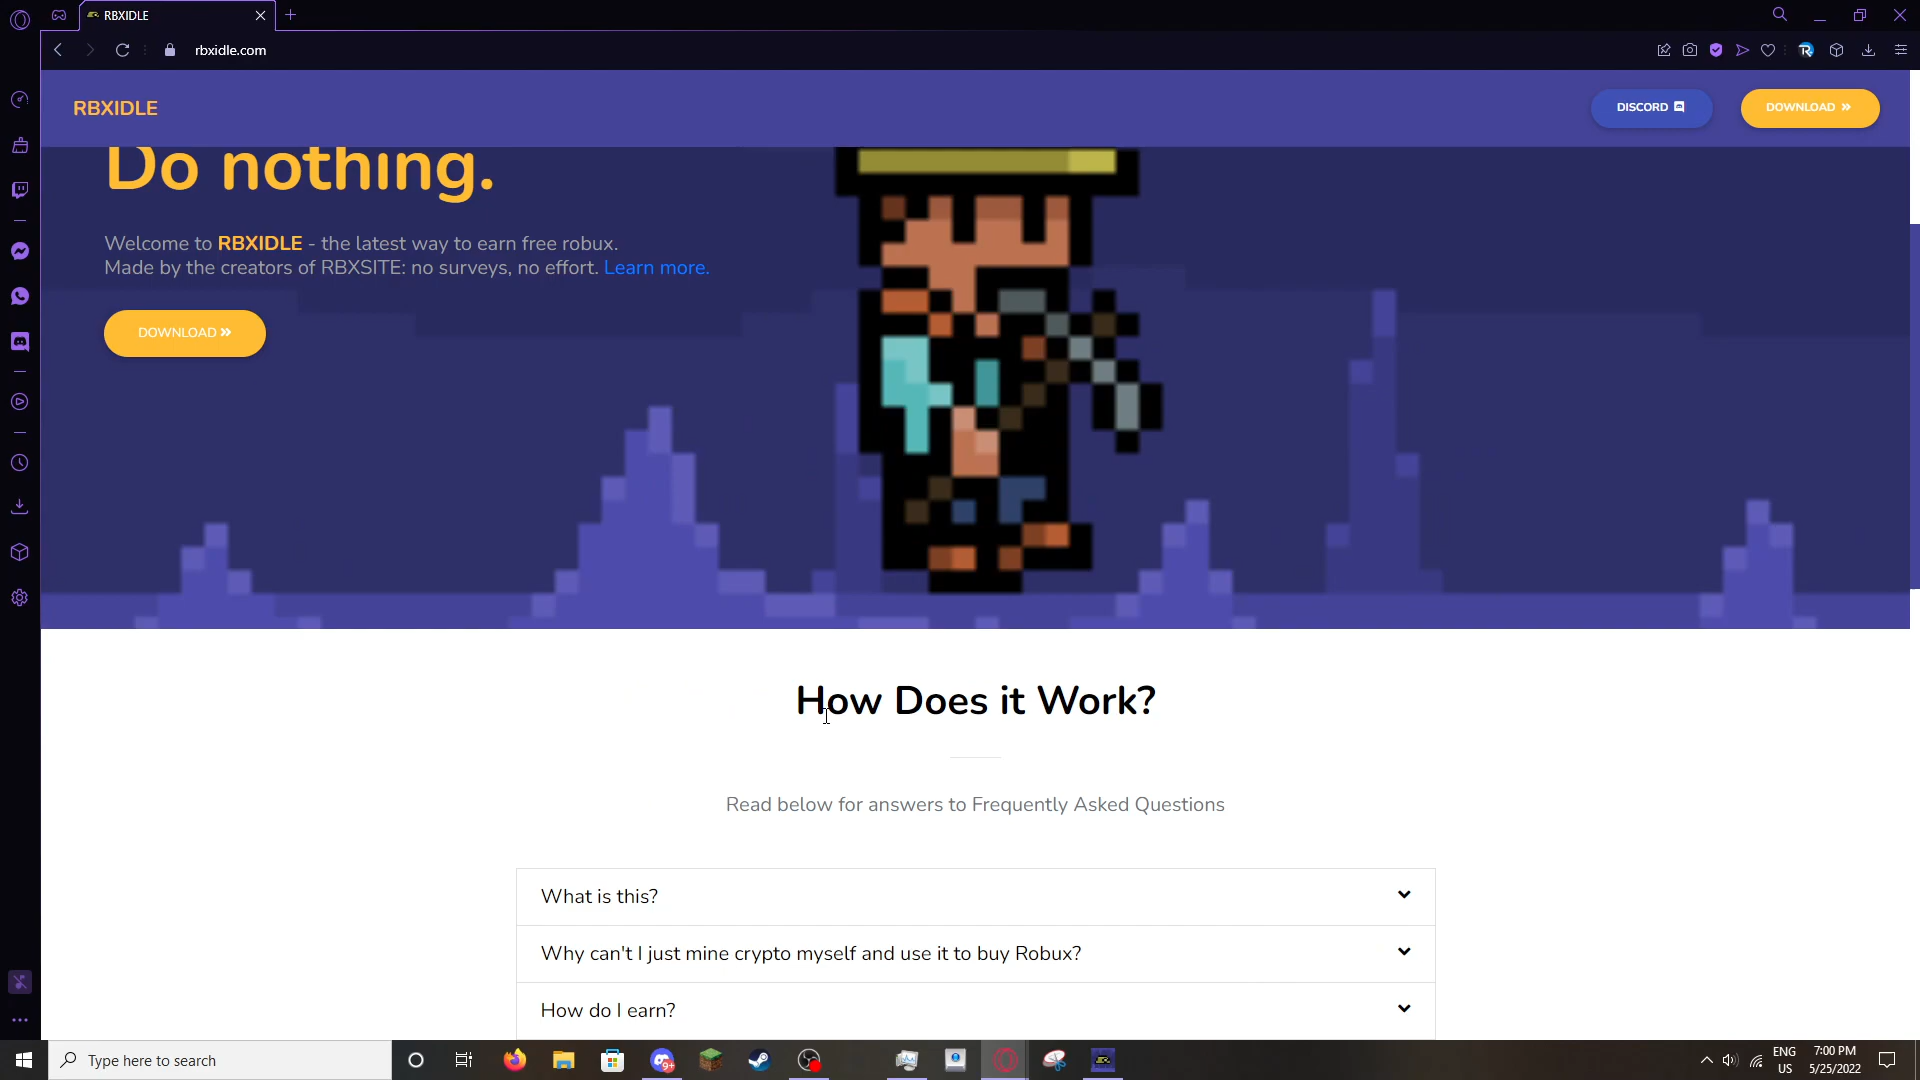 RBXIDLE
rbxidle.com
RBXIDLE
DISCORD
DOWNLOAD »
Do nothing.
Welcome to RBXIDLE - the latest way to earn free robux.
Made by the creators of RBXSITE: no surveys, no effort. Learn more.
DOWNLOAD »
How Does it Work?
Read below for answers to Frequently Asked Questions
What is this?
Why can't I just mine crypto myself and use it to buy Robux?
How do I earn?
Type here to search
9+
ENG
US
7:00 PM
5/25/2022